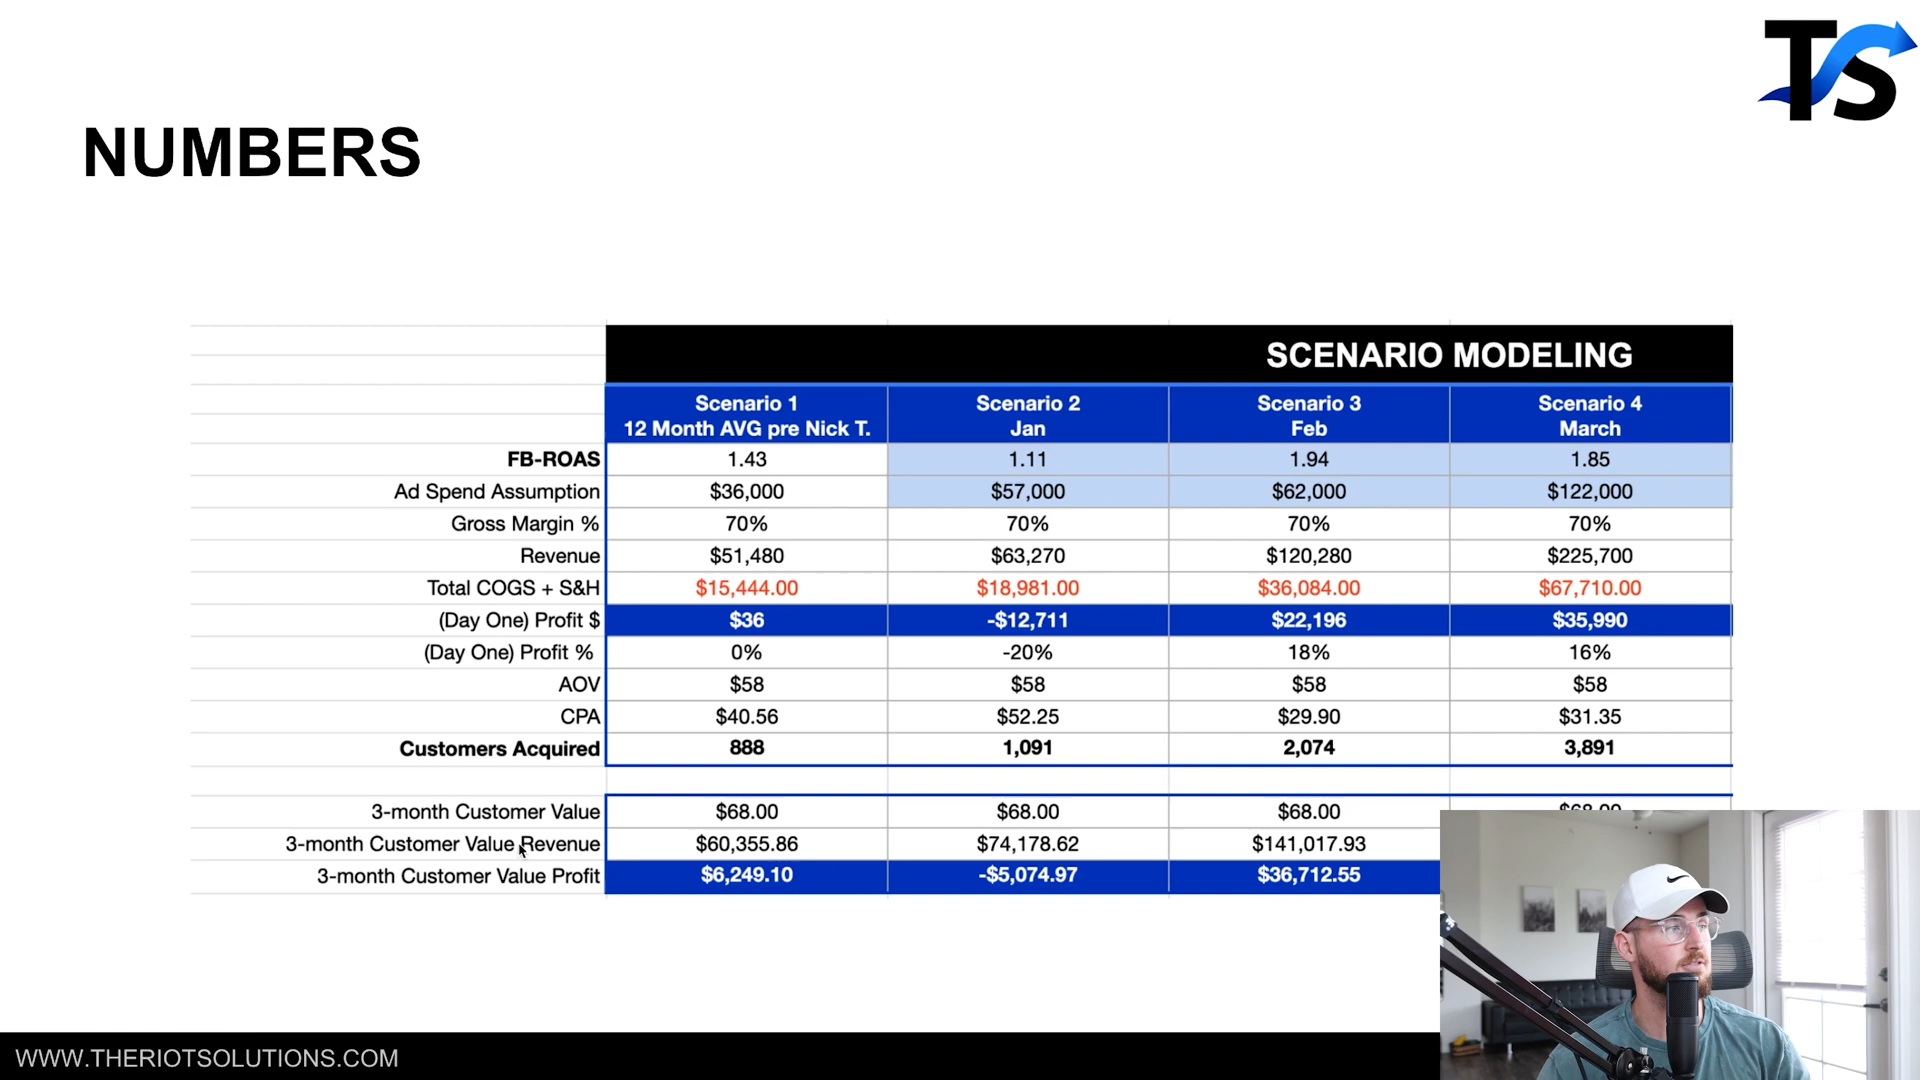 TS
NUMBERS
SCENARIO MODELING
Scenario 1 Scenario 2 Scenario 3 Scenario 4
12 Month AVG pre Nick T. Jan Feb March
FB-ROAS 1.43 1.11 1.94 1.85
Ad Spend Assumption $36,000 $57,000 $62,000 $122,000
Gross Margin % 70% 70% 70% 70%
Revenue $51,480 $63,270 $120,280 $225,700
Total COGS + S&H $15,444.00 $18,981.00 $36,084.00 $67,710.00
(Day One) Profit $ $36 -$12,711 $22,196 $35,990
(Day One) Profit % 0% -20% 18% 16%
AOV $58 $58 $58 $58
CPA $40.56 $52.25 $29.90 $31.35
Customers Acquired 888 1,091 2,074 3,891
3-month Customer Value $68.00 $68.00 $68.00
3-month Customer Value Revenue $60,355.86 $74,178.62 $141,017.93
3-month Customer Value Profit $6,249.10 -$5,074.97 $36,712.55
WWW.THERIOTSOLUTIONS.COM